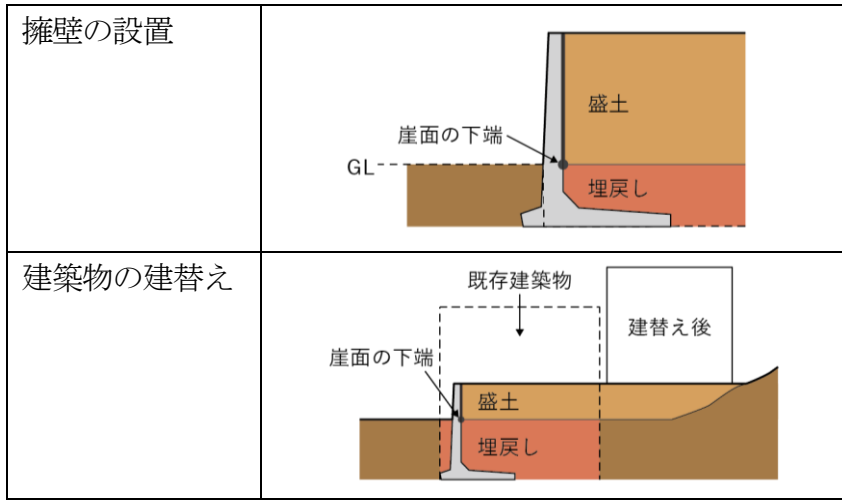 擁壁の設置
盛土
崖面の下端
GL
埋戻し
建築物の建替え
既存建築物
建替え後
崖面の下端
盛土
埋戻し